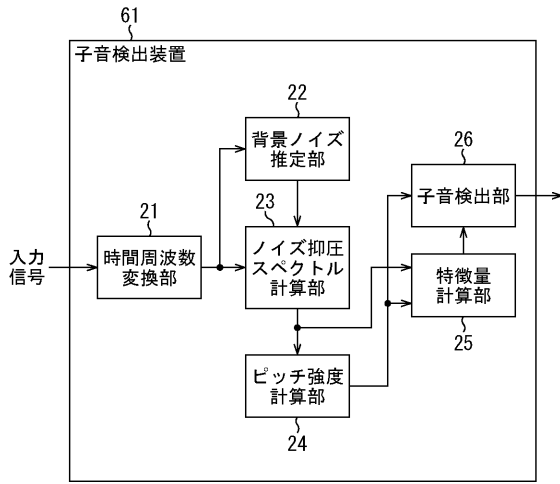 61
子音検出装置
22
背景ノイズ
推定部
26
子音検出部
23
21
ノイズ抑圧
スペクトル
計算部
入力
信号
時間周波数
変換部
特徴量
計算部
25
ピッチ強度
計算部
24